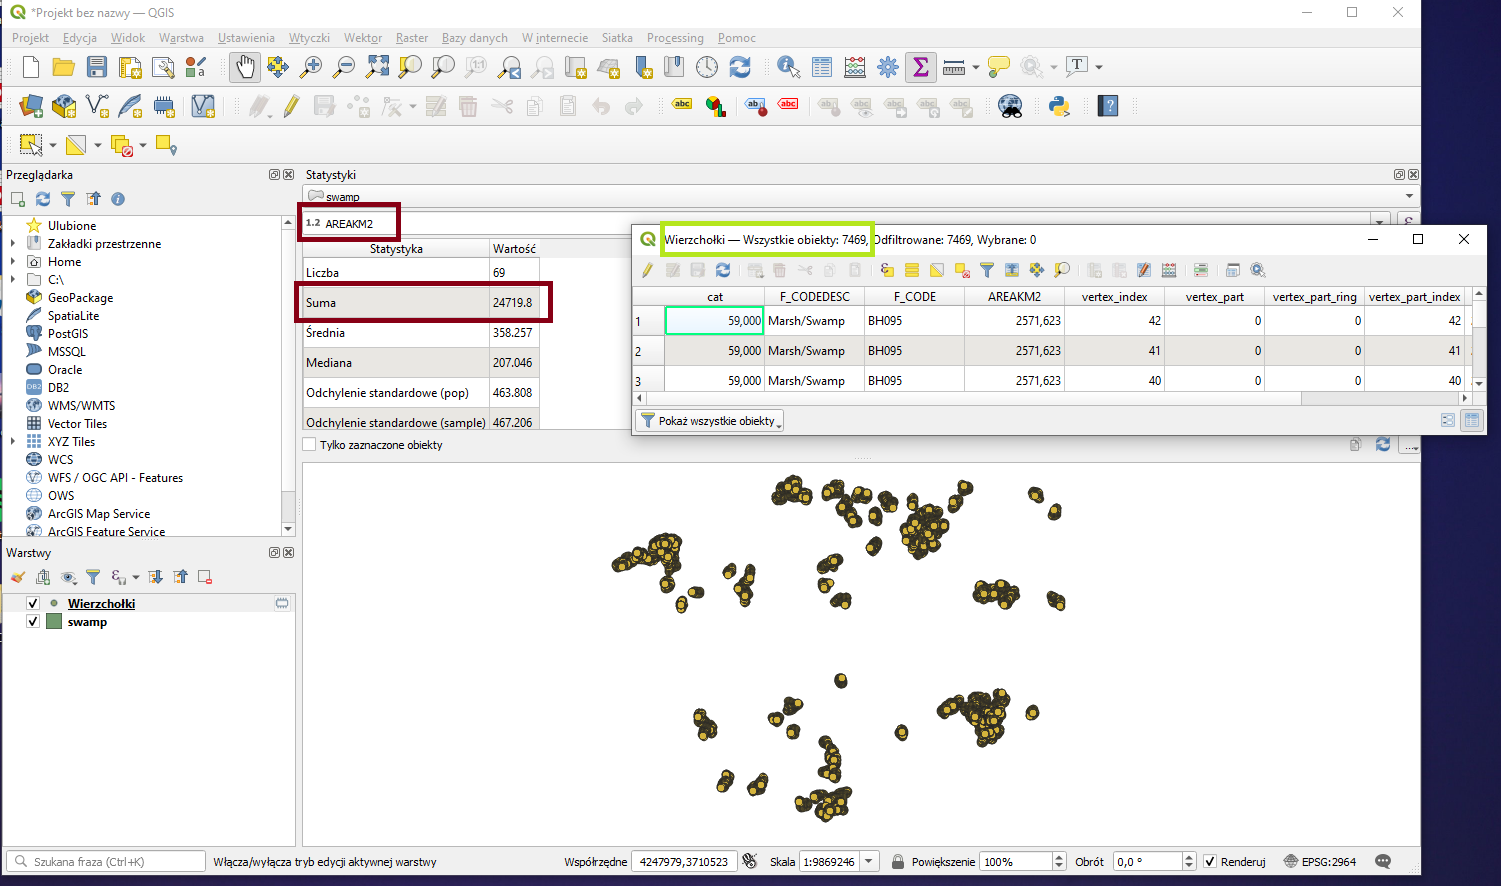 *Projekt bez nazwy — QGIS
Projekt Edycja Widok Warstwa Ustawienia Wtyczki Wektor Raster Bazy danych W internecie Siatka Processing Pomoc
Przeglądarka
Ulubione
Zakładki przestrzenne
Home
C:\
GeoPackage
SpatiaLite
PostGIS
MSSQL
Oracle
DB2
WMS/WMTS
Vector Tiles
XYZ Tiles
WCS
WFS / OGC API - Features
OWS
ArcGIS Map Service
ArcGIS Feature Service
Warstwy
Wierzchołki
swamp
Statystyki
swamp
1.2 AREAKM2
Statystyka Wartość
Liczba 69
Suma 24719.8
Średnia 358.257
Mediana 207.046
Odchylenie standardowe (pop) 463.808
Odchylenie standardowe (sample) 467.206
Tylko zaznaczone obiekty
Wierzchołki — Wszystkie obiekty: 7469, Odfiltrowane: 7469, Wybrane: 0
cat F_CODEDESC F_CODE AREAKM2 vertex_index vertex_part vertex_part_ring vertex_part_index
1 59,000 Marsh/Swamp BH095 2571,623 42 0 0 42
2 59,000 Marsh/Swamp BH095 2571,623 41 0 0 41
3 59,000 Marsh/Swamp BH095 2571,623 40 0 0 40
Pokaż wszystkie obiekty
Szukana fraza (Ctrl+K) Włącza/wyłącza tryb edycji aktywnej warstwy Współrzędne 4247979,3710523 Skala 1:9869246 Powiększenie 100% Obrót 0,0 ° Renderuj EPSG:2964